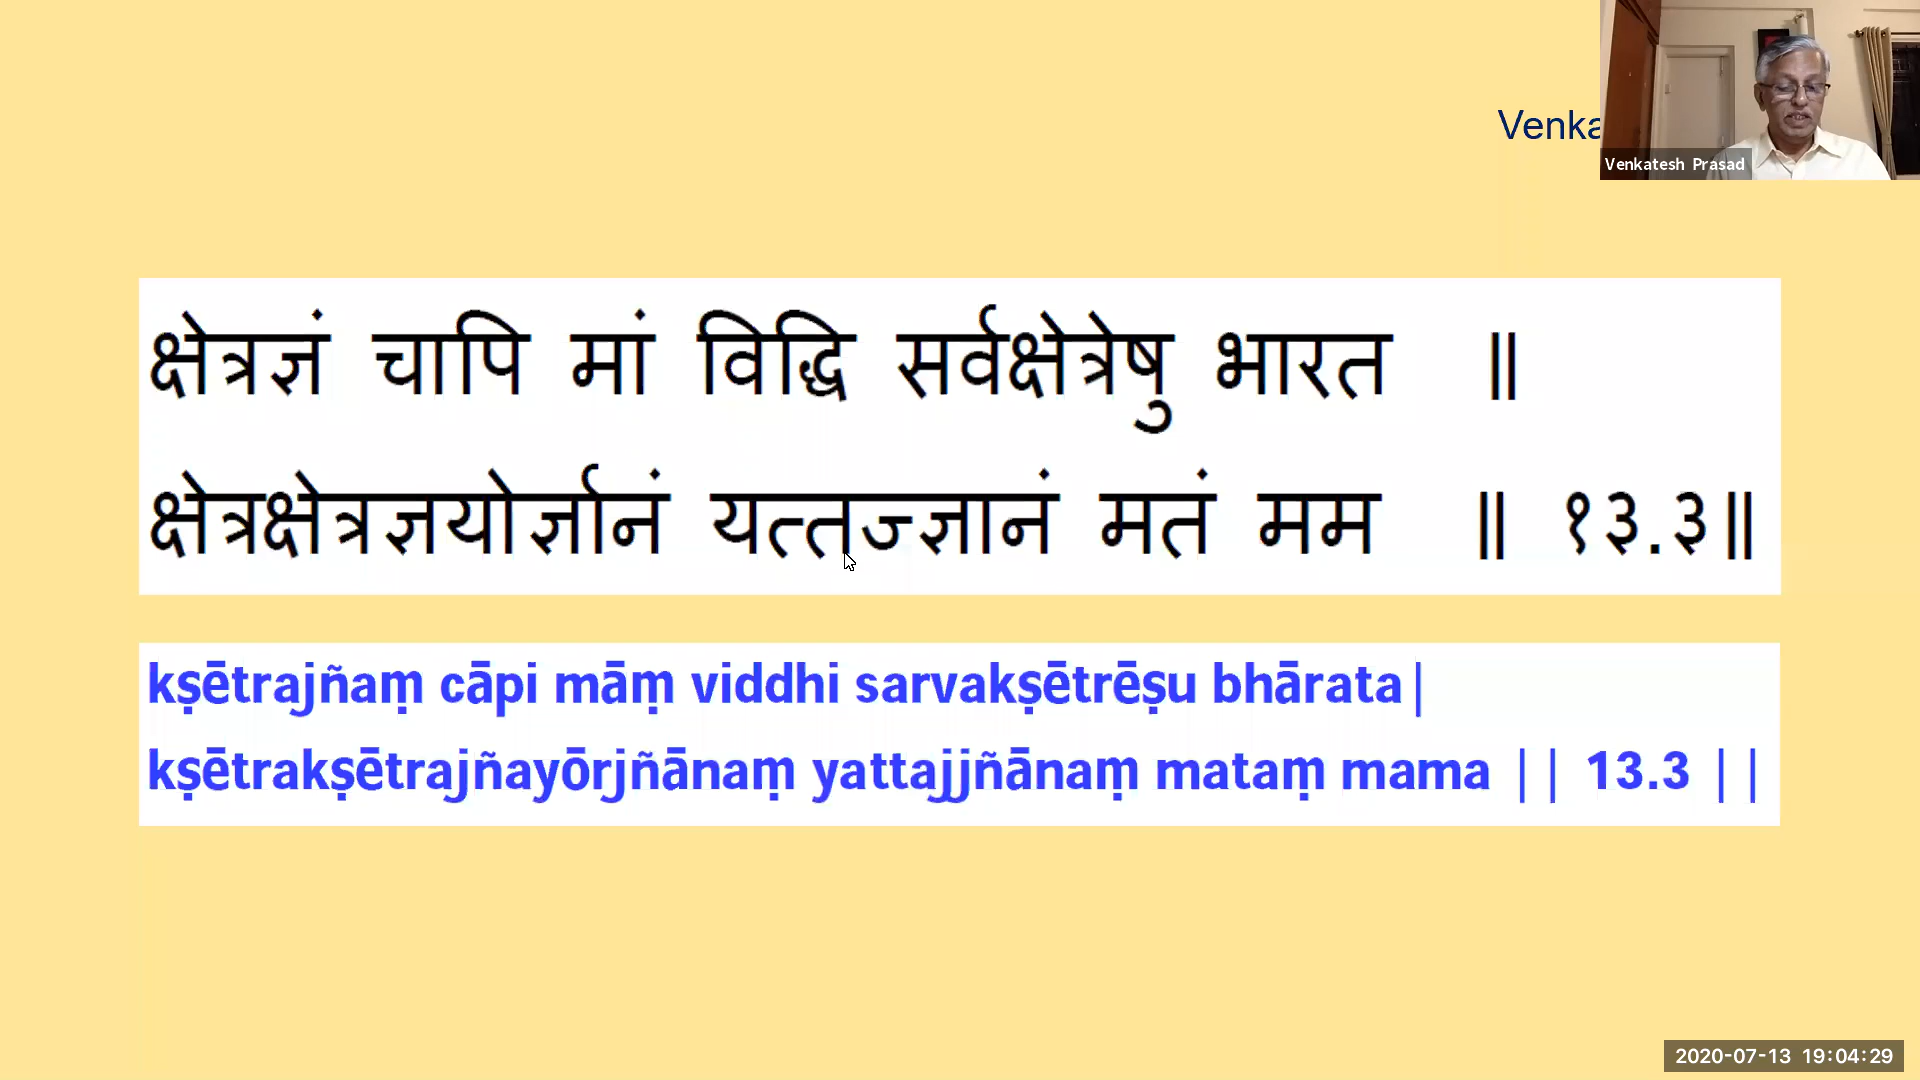 Venka
Venkatesh Prasad
क्षेत्रज्ञं चापि मां विद्धि सर्वक्षेत्रेषु भारत ॥
क्षेत्रक्षेत्रज्ञयोर्ज्ञानं यत्तज्ज्ञानं मतं मम ॥ १३.३॥
kṣētrajñaṃ cāpi māṃ viddhi sarvakṣētrēṣu bhārata|
kṣētrakṣētrajñayōrjñānaṃ yattajjñānaṃ mataṃ mama || 13.3 ||
2020-07-13 19:04:29